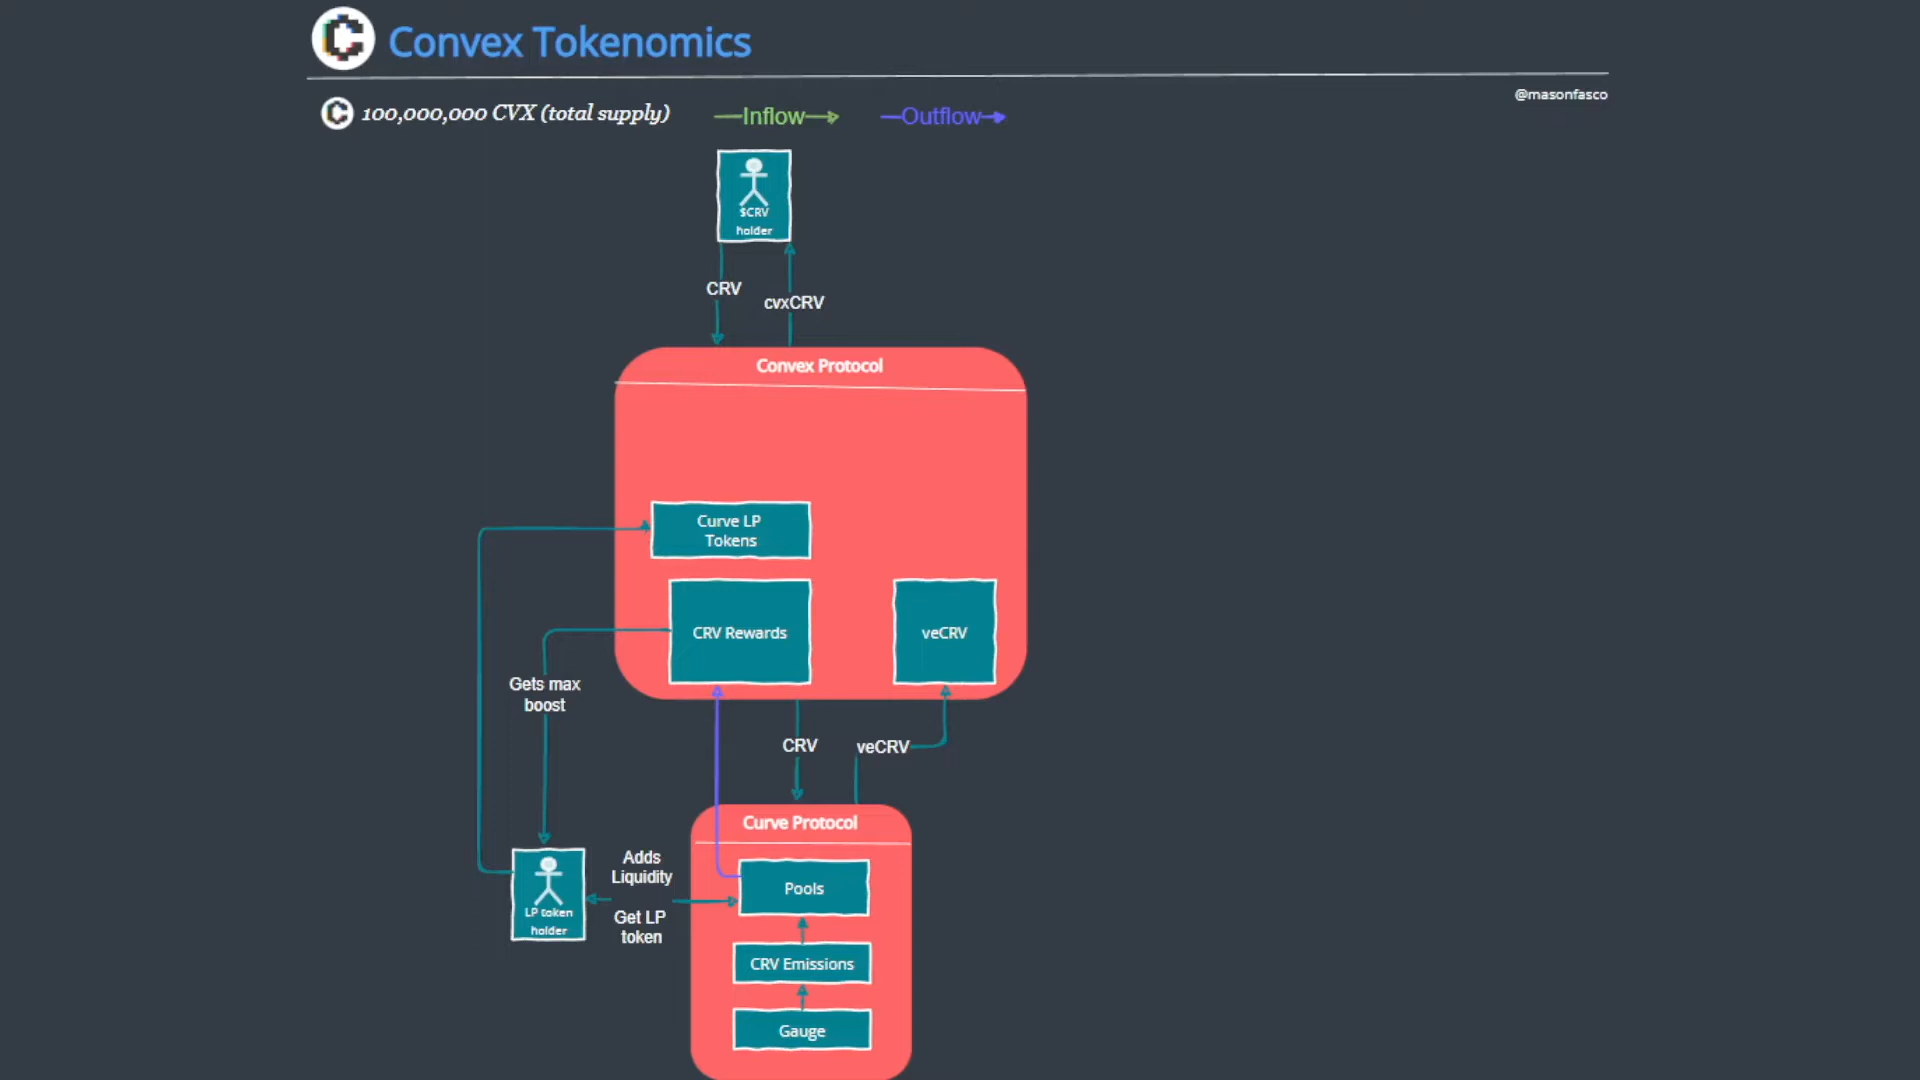 Convex Tokenomics
@masonfasco
100,000,000 CVX (total supply)
Inflow
Outflow
$CRV
holder
CRV
cvxCRV
Convex Protocol
Curve LP
Tokens
CRV Rewards
veCRV
Gets max
boost
CRV
veCRV
Curve Protocol
Adds
Liquidity
Get LP
token
LP token
holder
Pools
CRV Emissions
Gauge